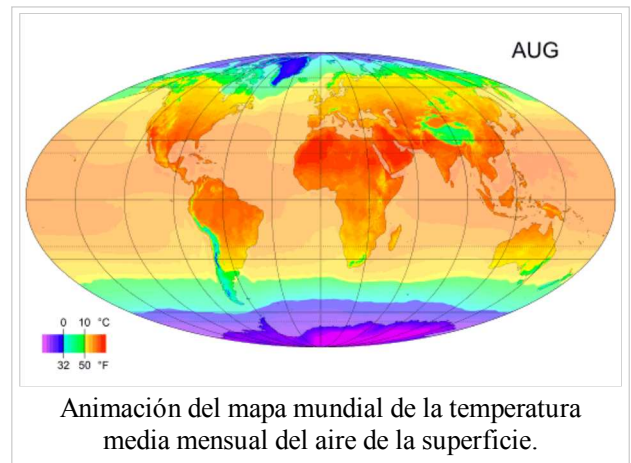 AUG
0 10 °C
32 50 °F
Animación del mapa mundial de la temperatura
media mensual del aire de la superficie.